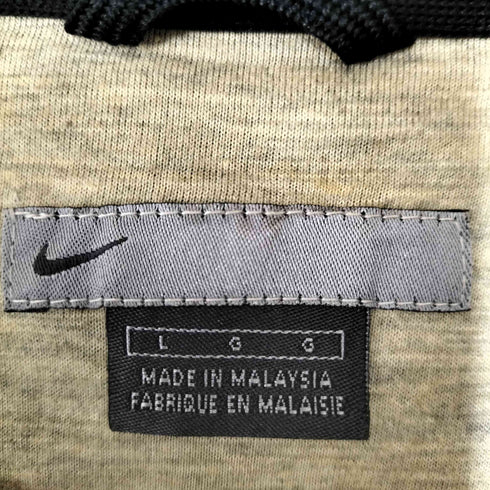 L G G
MADE IN MALAYSIA
FABRIQUE EN MALAISIE